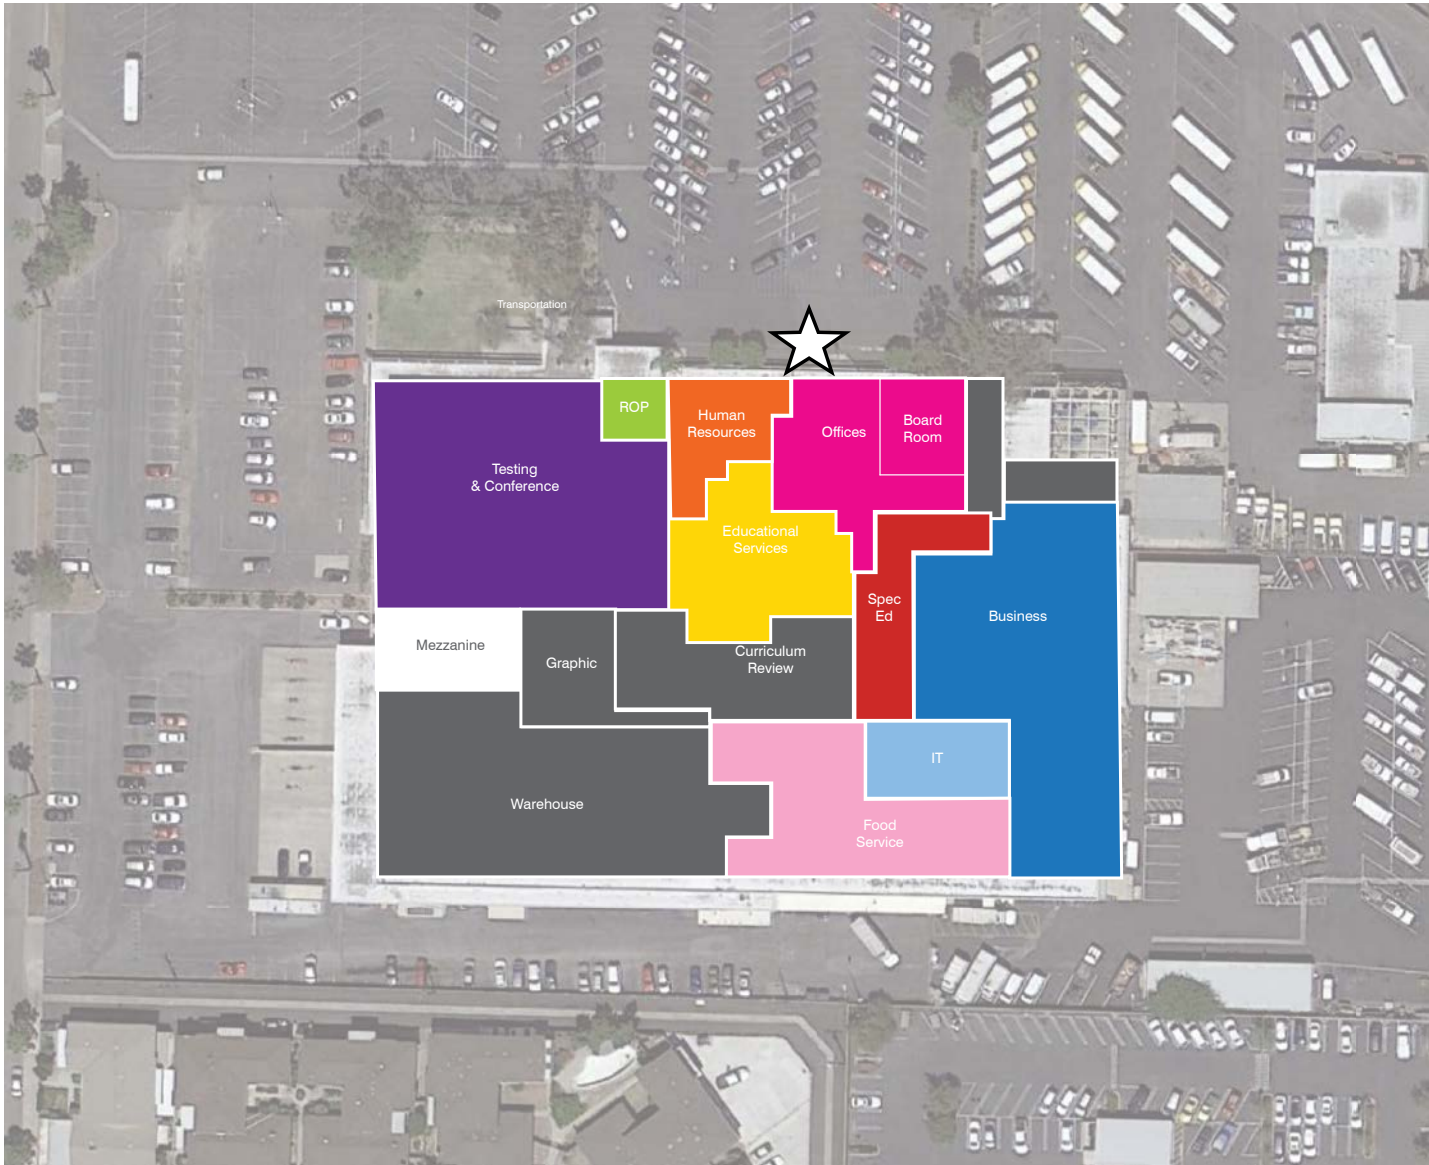 Transportation
ROP
Human
Resources
Offices
Board
Room
Testing
& Conference
Educational
Services
Spec
Ed
Business
Mezzanine
Graphic
Curriculum
Review
IT
Warehouse
Food
Service